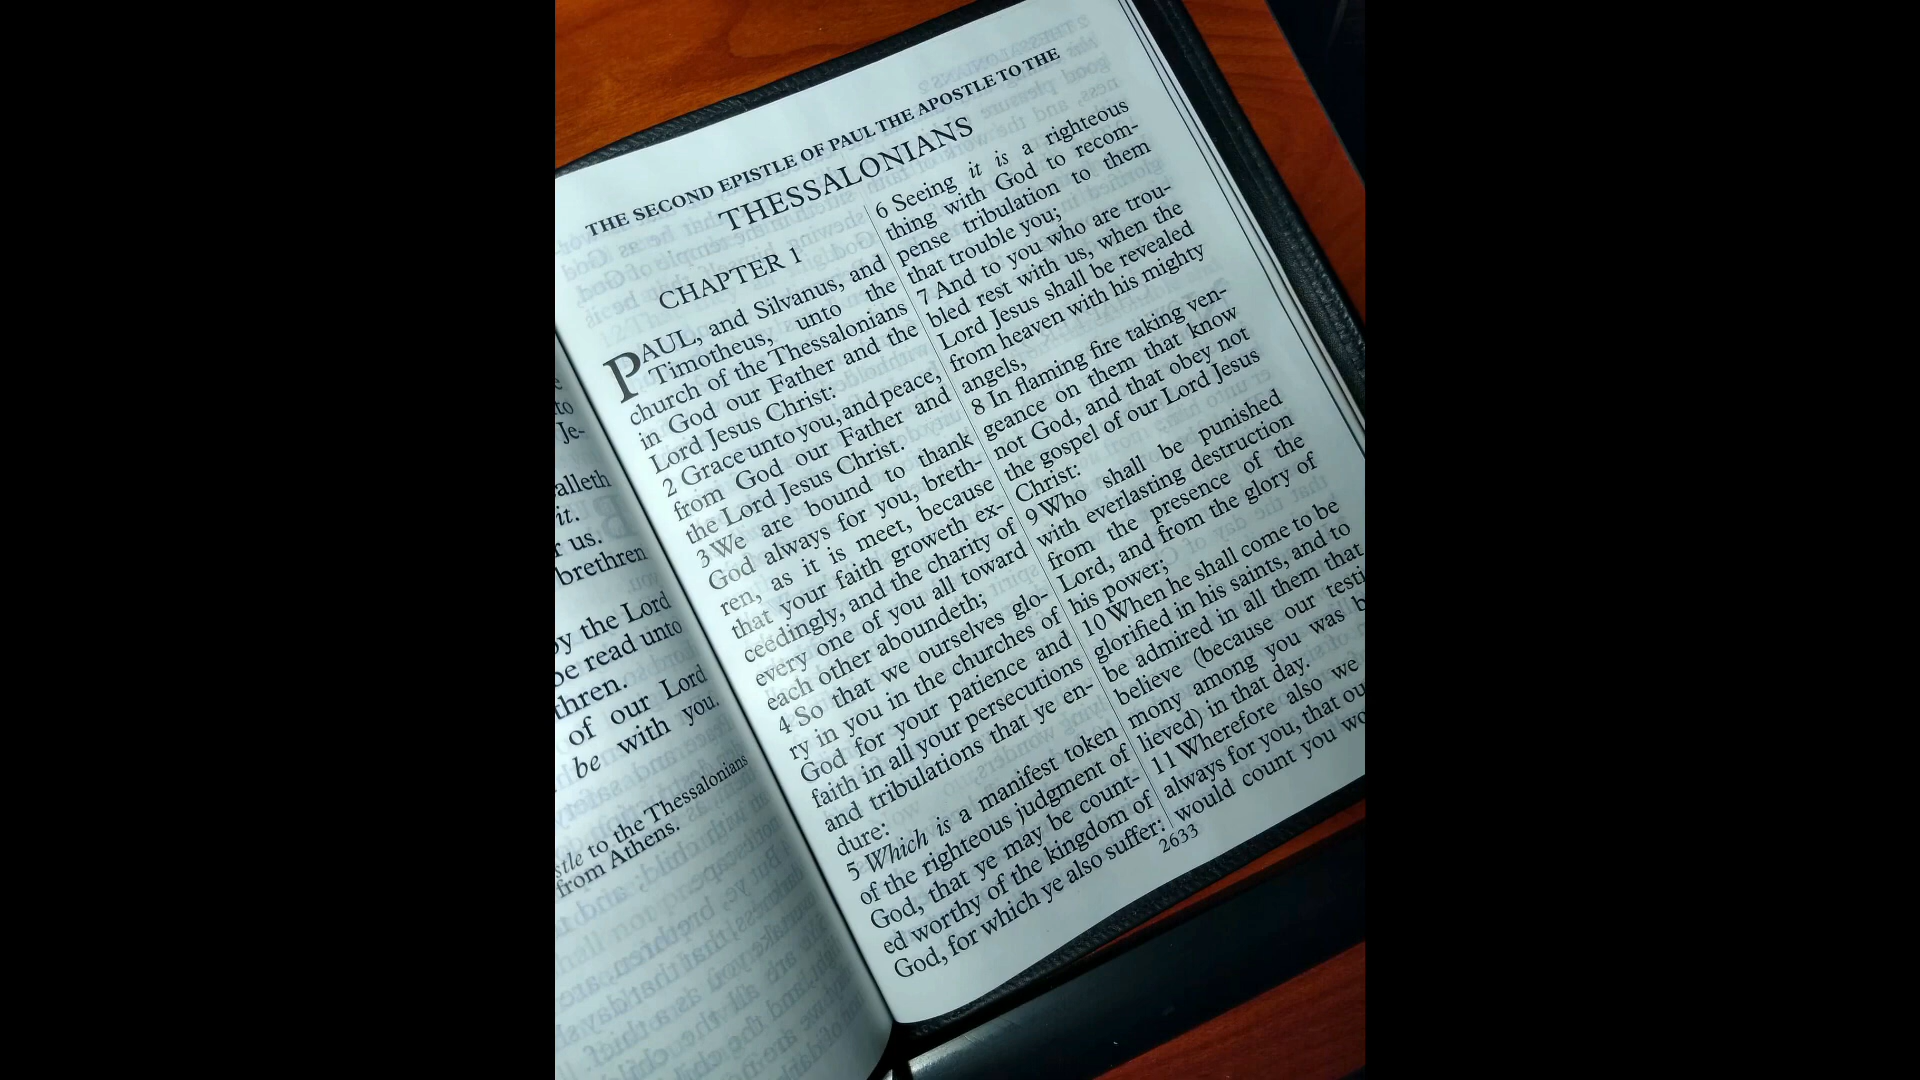 alleth
it.
us.
brethren
by the Lord
be read unto
thren.
of our Lord
be with you.
stle to the Thessalonians
from Athens.
THE SECOND EPISTLE OF PAUL THE APOSTLE TO THE
THESSALONIANS
CHAPTER 1
PAUL, and Silvanus, and
Timotheus, unto the
church of the Thessalonians
in God our Father and the
Lord Jesus Christ:
2 Grace unto you, and peace,
from God our Father and
the Lord Jesus Christ.
3 We are bound to thank
God always for you, breth-
ren, as it is meet, because
that your faith groweth ex-
ceedingly, and the charity of
every one of you all toward
each other aboundeth;
4 So that we ourselves glo-
ry in you in the churches of
God for your patience and
faith in all your persecutions
and tribulations that ye en-
dure:
5 Which is a manifest token
of the righteous judgment of
God, that ye may be count-
ed worthy of the kingdom of
God, for which ye also suffer:
6 Seeing it is a righteous
thing with God to recom-
pense tribulation to them
that trouble you;
7 And to you who are trou-
bled rest with us, when the
Lord Jesus shall be revealed
from heaven with his mighty
angels,
8 In flaming fire taking ven-
geance on them that know
not God, and that obey not
the gospel of our Lord Jesus
Christ:
9 Who shall be punished
with everlasting destruction
from the presence of the
Lord, and from the glory of
his power;
10 When he shall come to be
glorified in his saints, and to
be admired in all them that
believe (because our testi
mony among you was b
lieved) in that day.
11 Wherefore also we
always for you, that ou
would count you wo
2633